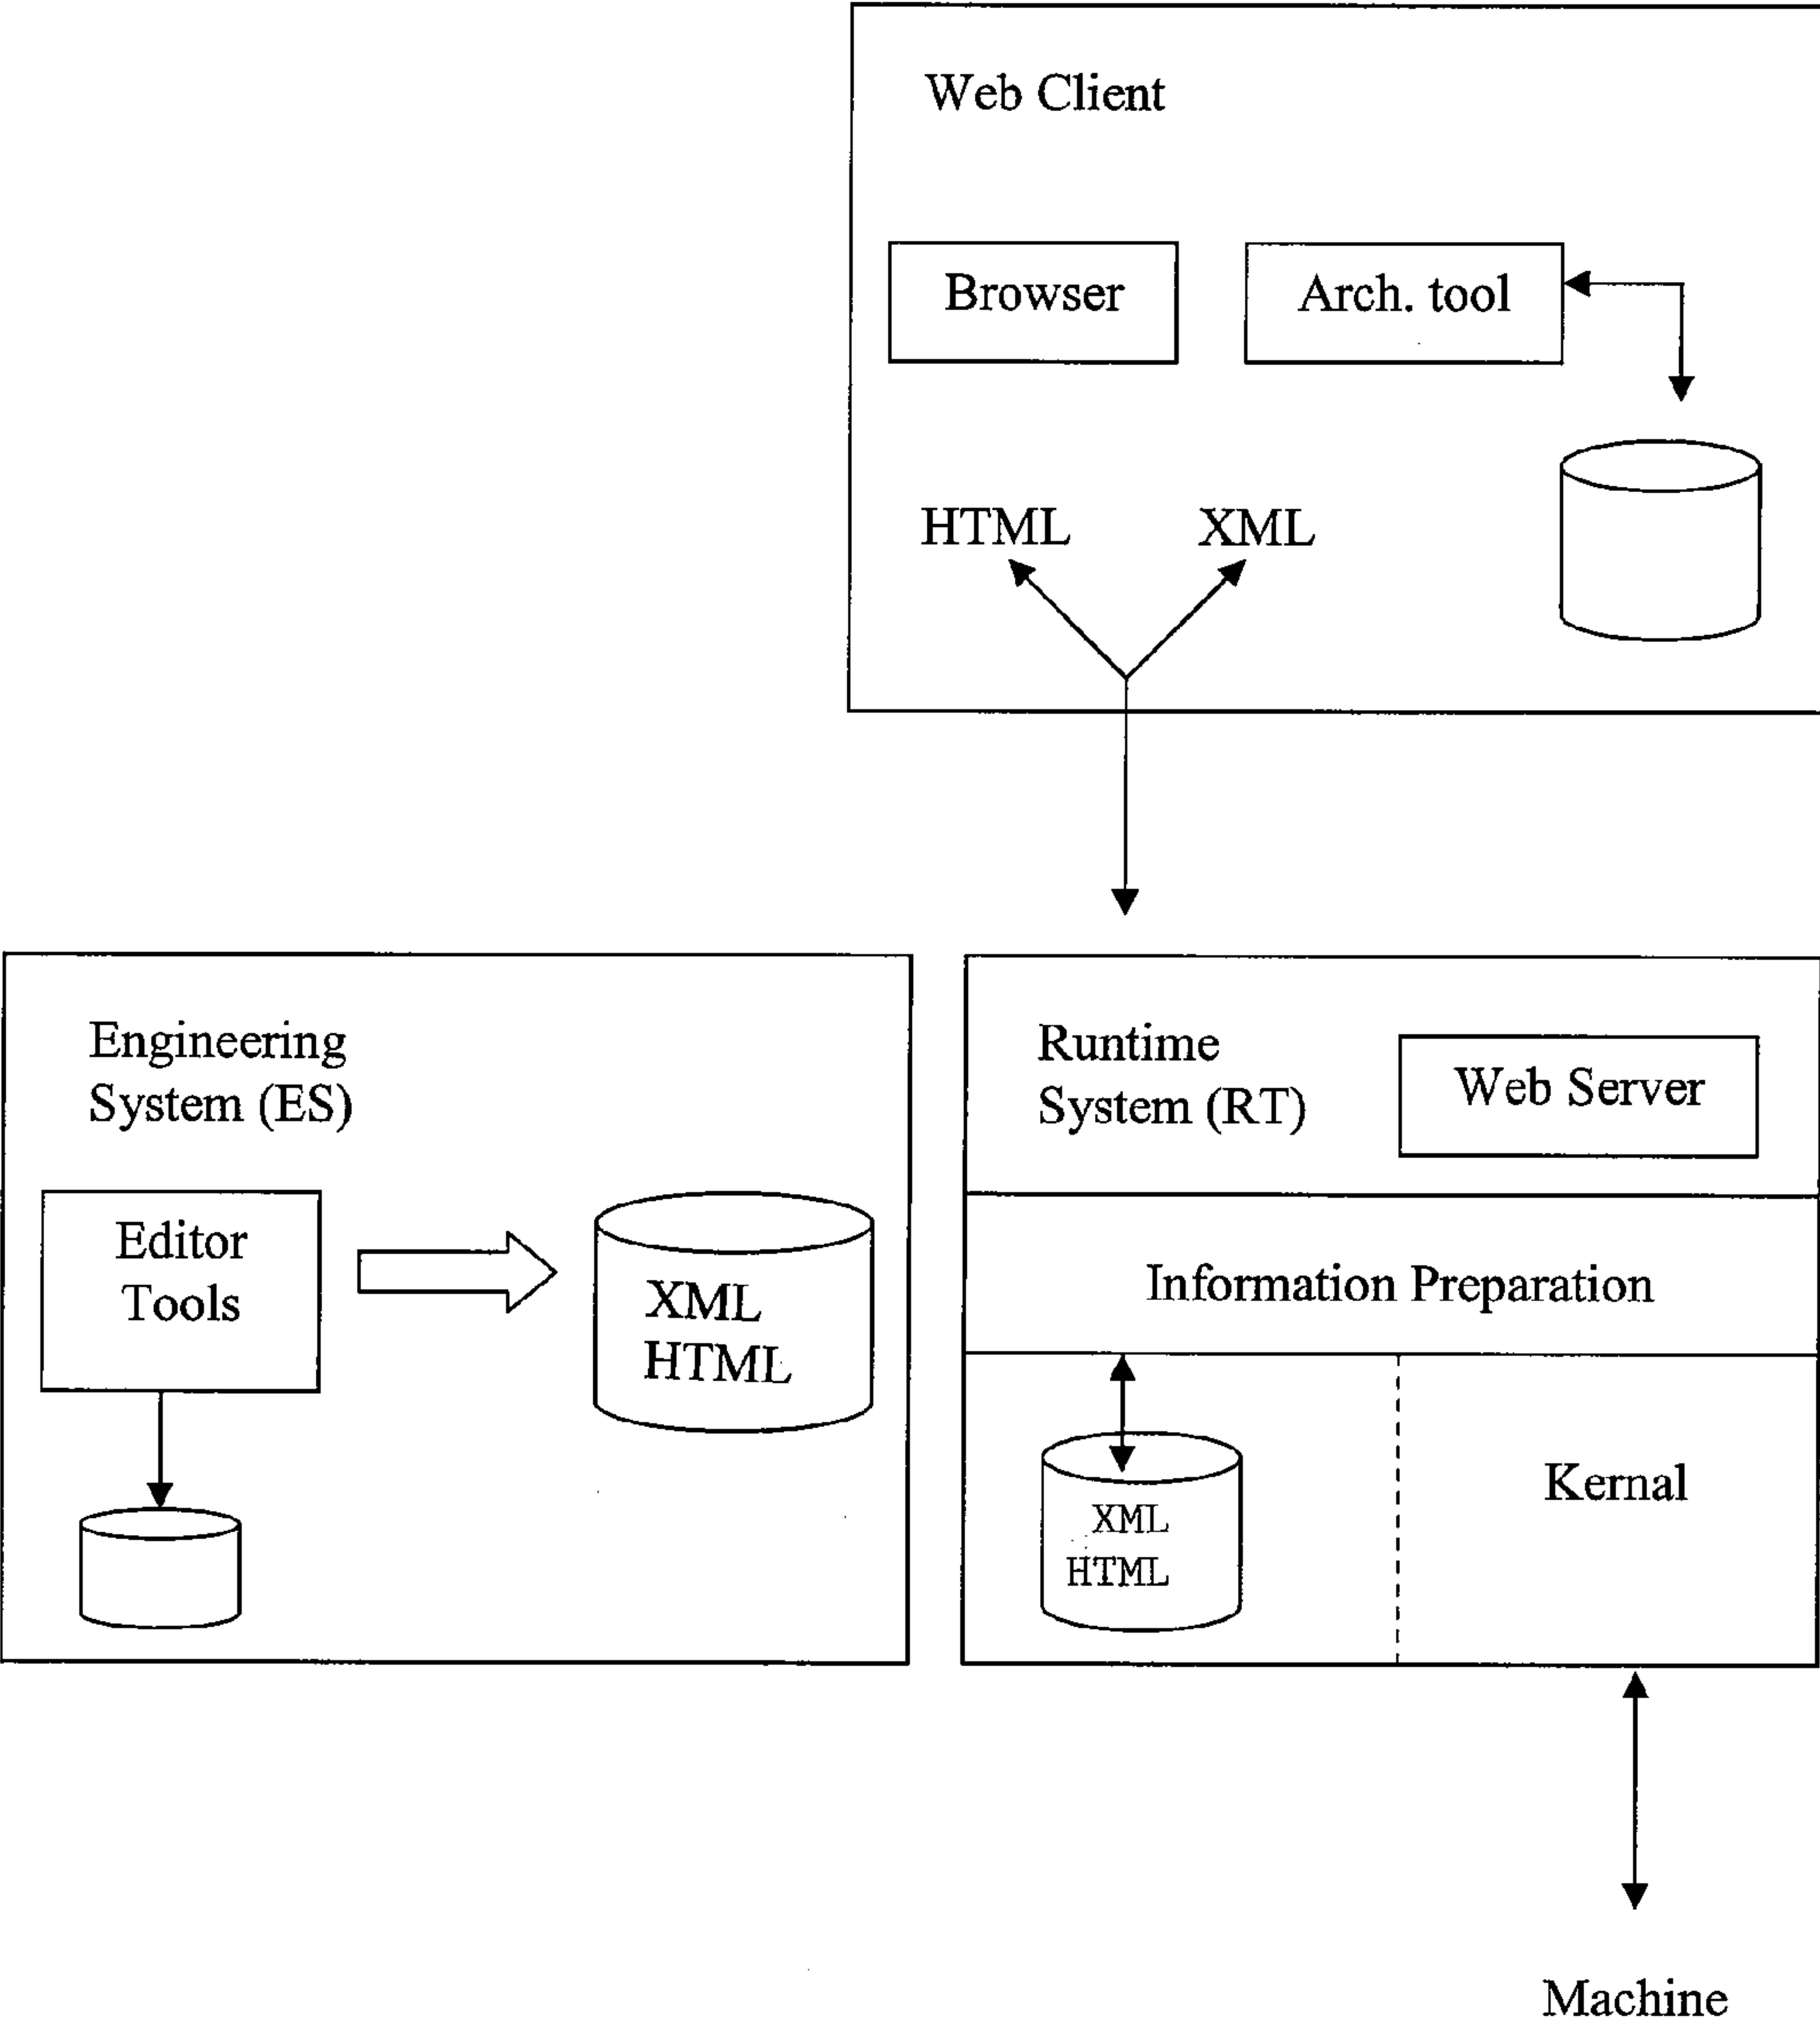 Web Client
Browser
Arch. tool
HTML
XML
Engineering
System (ES)
Editor
Tools
XML
HTML
Runtime
System (RT)
Web Server
Information Preparation
XML
HTML
Kernal
Machine